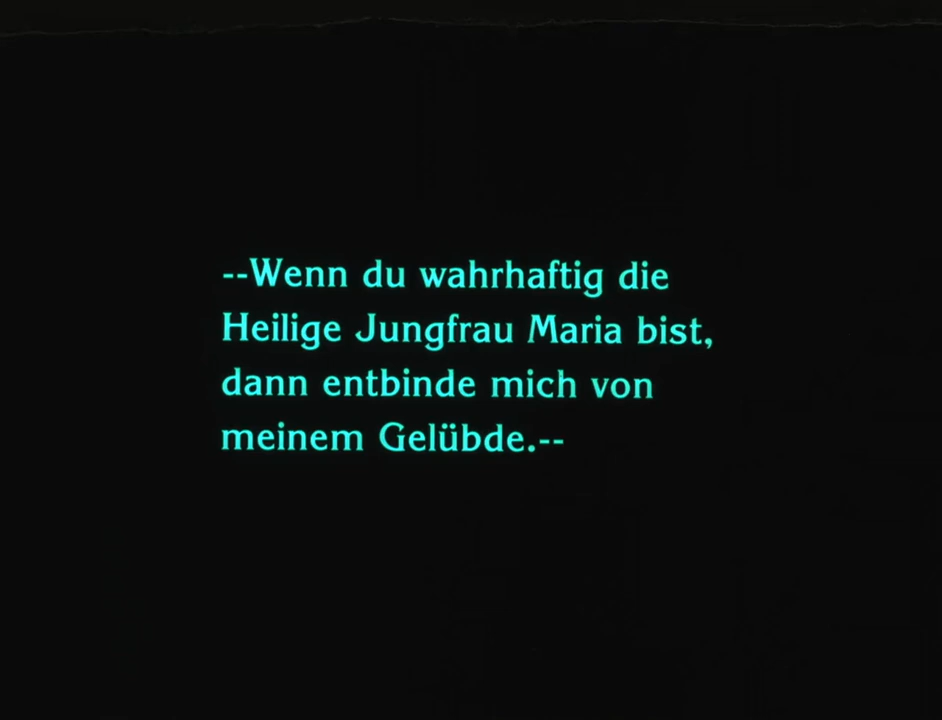 --Wenn du wahrhaftig die
Heilige Jungfrau Maria bist,
dann entbinde mich von
meinem Gelübde.--